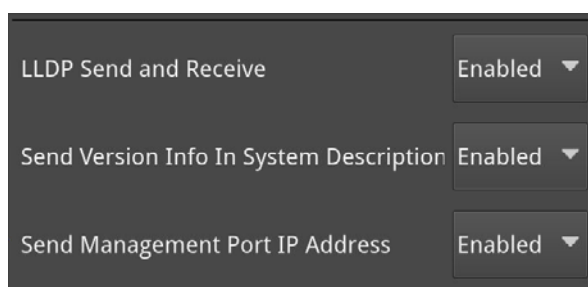 LLDP Send and Receive Enabled
Send Version Info In System Description Enabled
Send Management Port IP Address Enabled